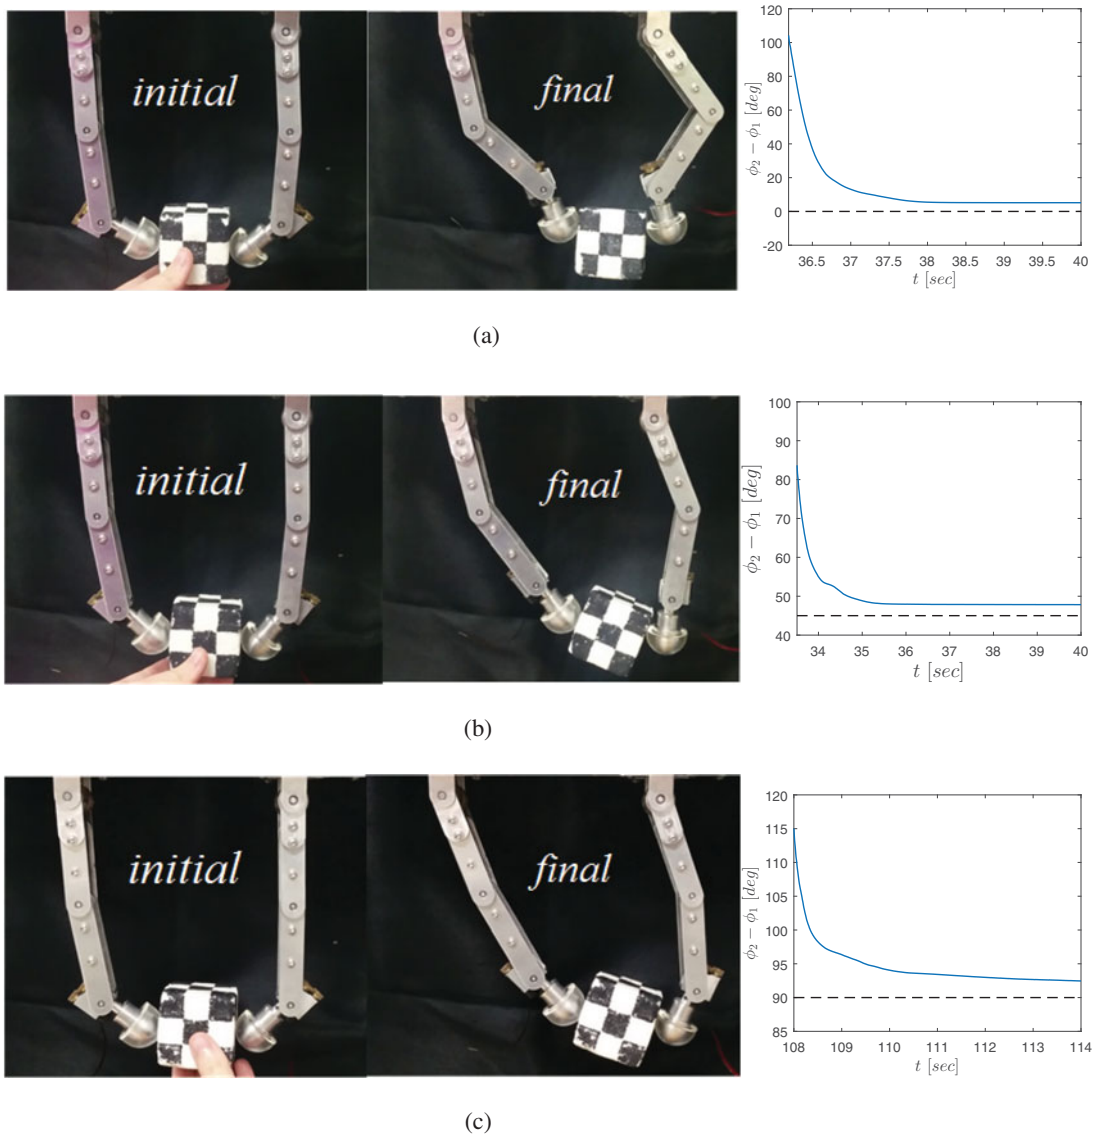 initial
final
ϕ₂ − ϕ₁ [deg]
120
100
80
60
40
20
0
-20
36.5 37 37.5 38 38.5 39 39.5 40
t [sec]
(a)
initial
final
ϕ₂ − ϕ₁ [deg]
100
90
80
70
60
50
40
34 35 36 37 38 39 40
t [sec]
(b)
initial
final
ϕ₂ − ϕ₁ [deg]
120
115
110
105
100
95
90
85
108 109 110 111 112 113 114
t [sec]
(c)